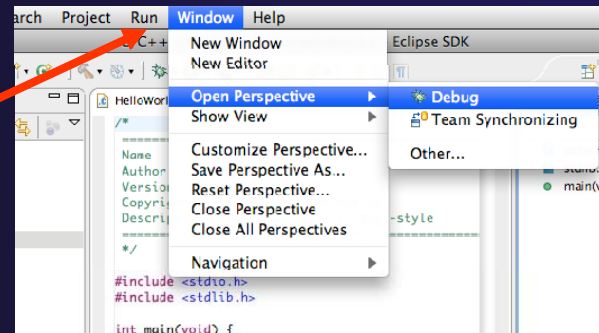 arch Project Run Window Help
C++ Eclipse SDK
New Window
New Editor
Open Perspective
Show View
Customize Perspective...
Save Perspective As...
Reset Perspective...
Close Perspective
Close All Perspectives
Navigation
Debug
Team Synchronizing
Other...
HelloWorl
/*
Name
Author
Version
Copyri
Descri -style
*/
#include <stdio.h>
#include <stdlib.h>
int main(void) {
stdlib.
main(v